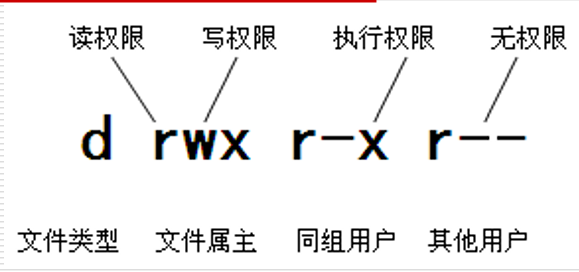 读权限 写权限 执行权限 无权限
d rwx r-x r--
文件类型 文件属主 同组用户 其他用户